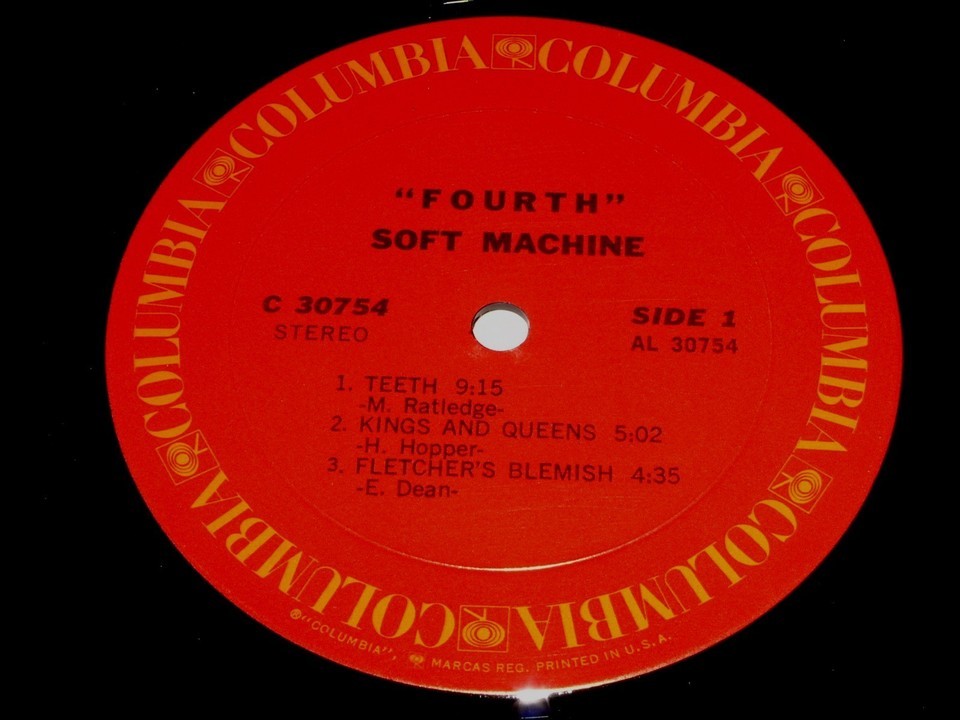 COLUMBIA COLUMBIA COLUMBIA COLUMBIA COLUMBIA COLUMBIA COLUMBIA
"FOURTH"
SOFT MACHINE
C 30754
STEREO
SIDE 1
AL 30754
1. TEETH 9:15
-M. Ratledge-
2. KINGS AND QUEENS 5:02
-H. Hopper-
3. FLETCHER'S BLEMISH 4:35
-E. Dean-
®"COLUMBIA", MARCAS REG. PRINTED IN U.S.A.